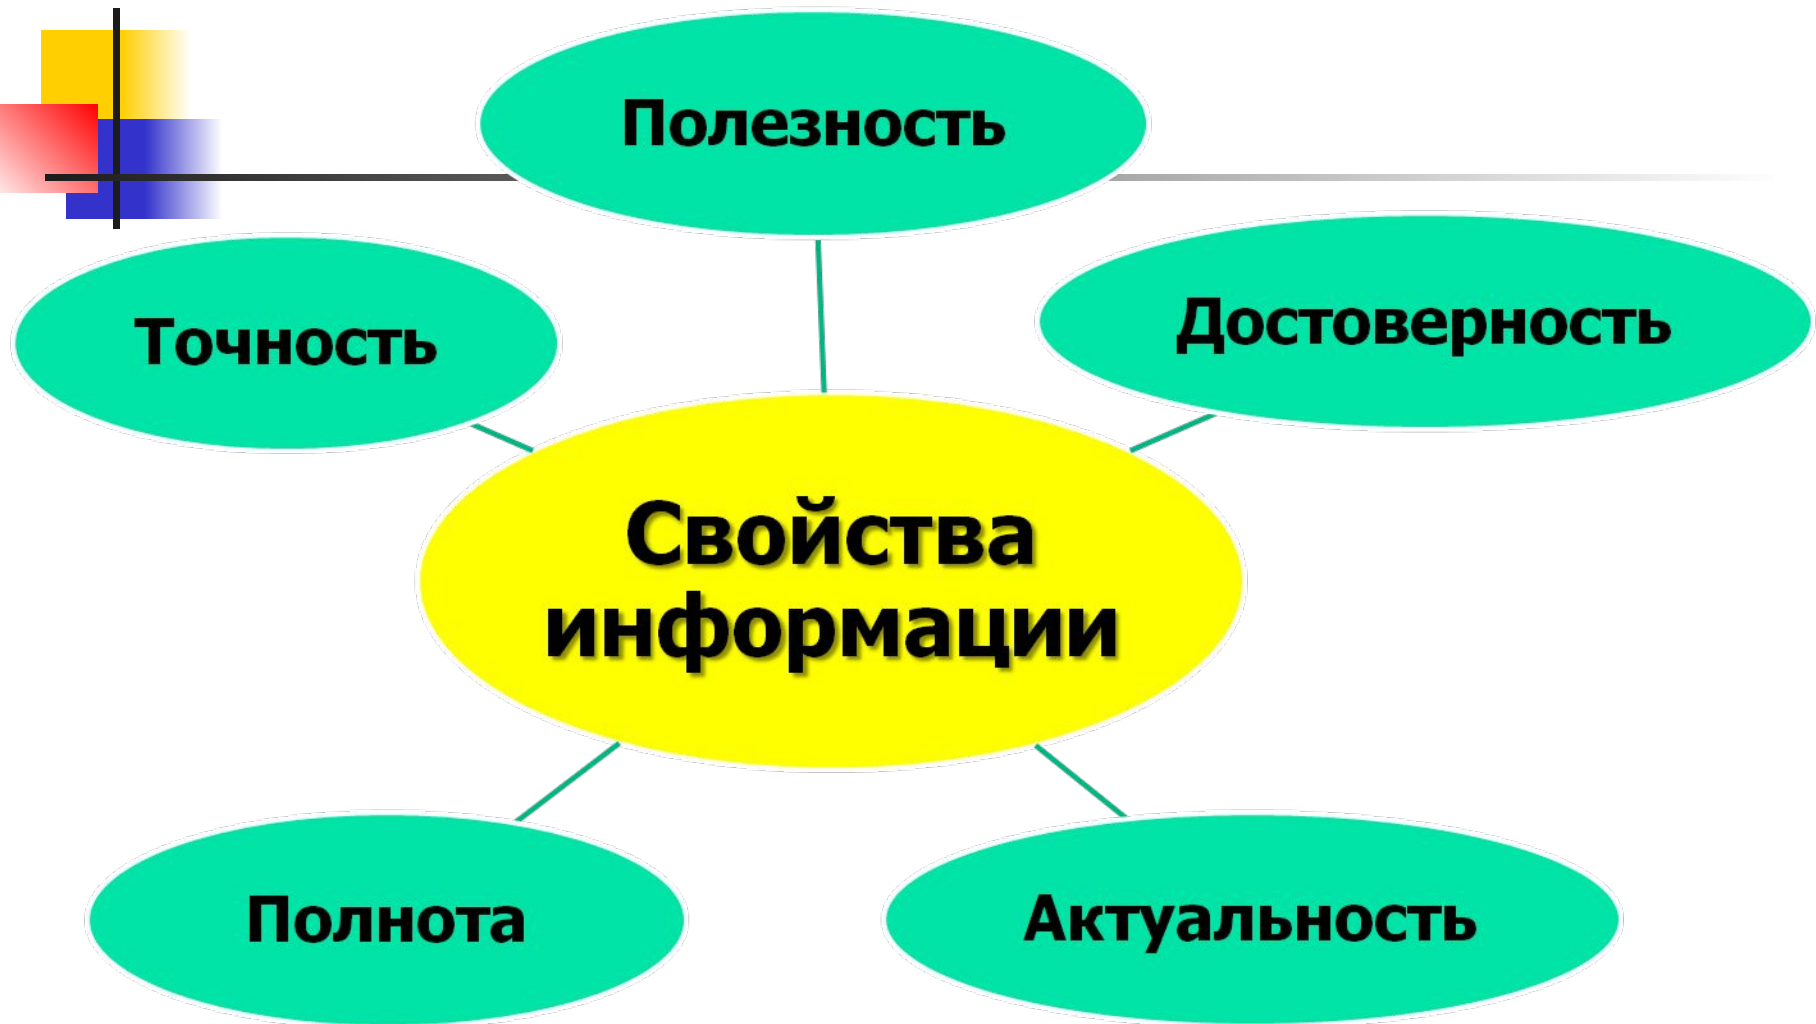 Полезность
Точность
Достоверность
Свойства
информации
Полнота
Актуальность